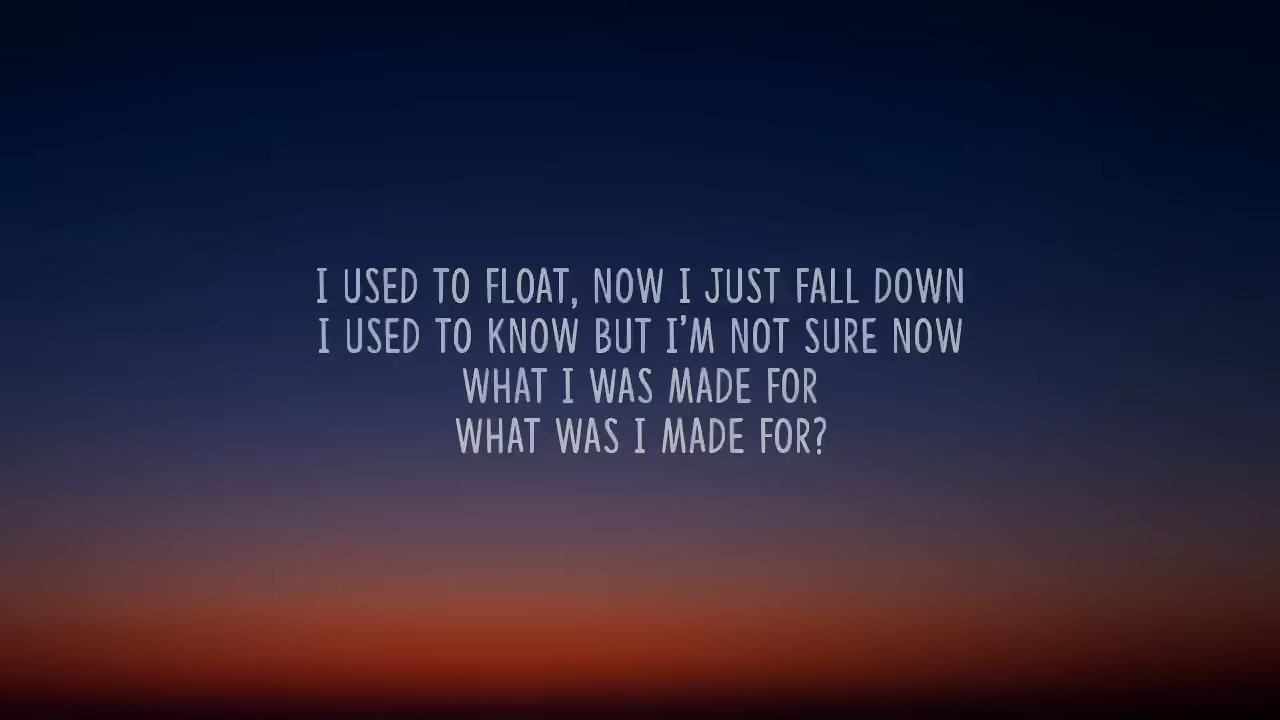 I USED TO FLOAT, NOW I JUST FALL DOWN
I USED TO KNOW BUT I'M NOT SURE NOW
WHAT I WAS MADE FOR
WHAT WAS I MADE FOR?